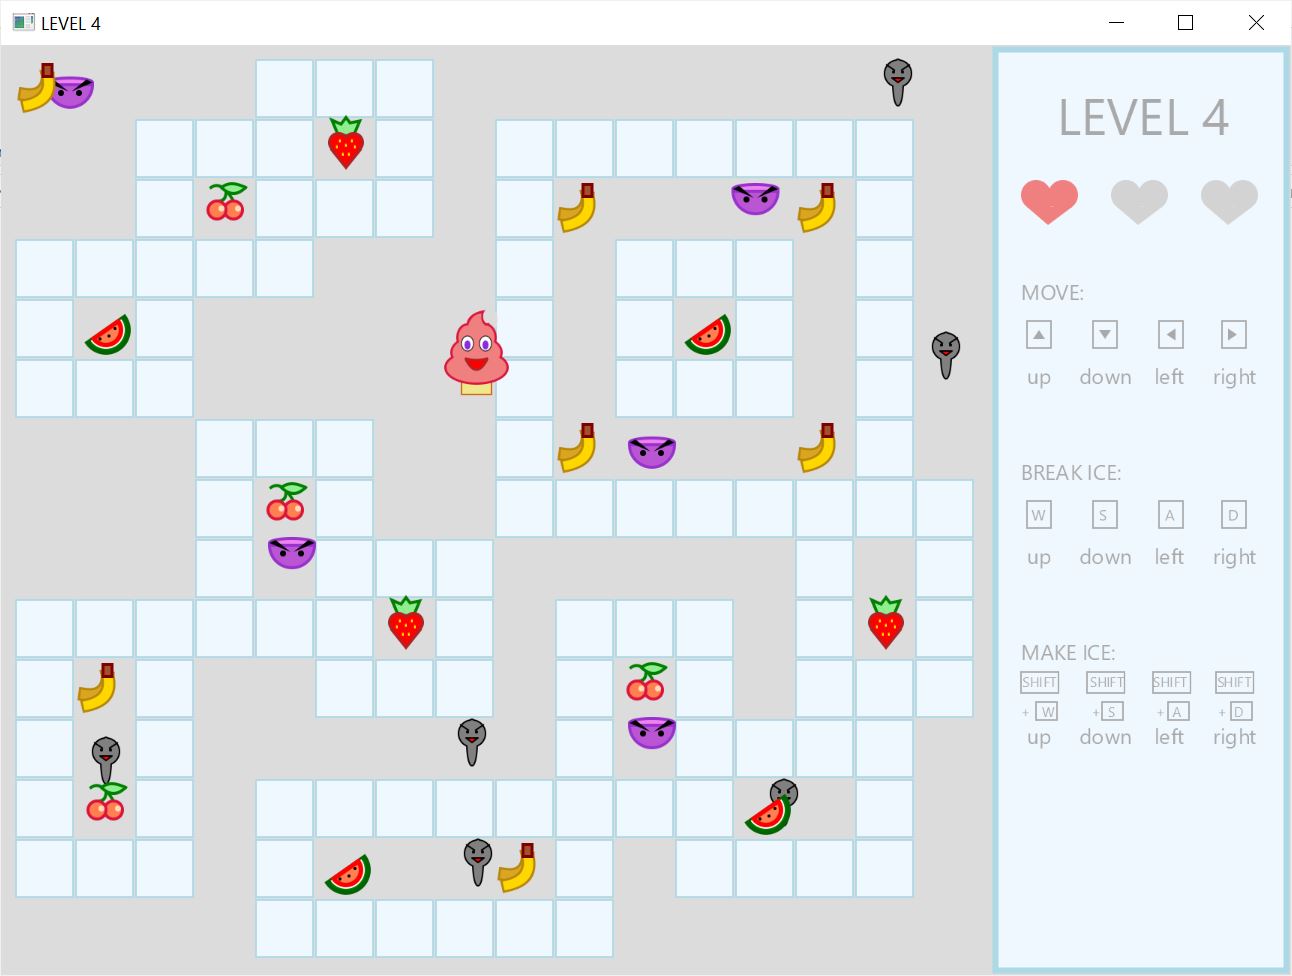 LEVEL 4
LEVEL 4
MOVE:
up down left right
BREAK ICE:
W S A D
up down left right
MAKE ICE:
SHIFT SHIFT SHIFT SHIFT
+ W + S + A + D
up down left right